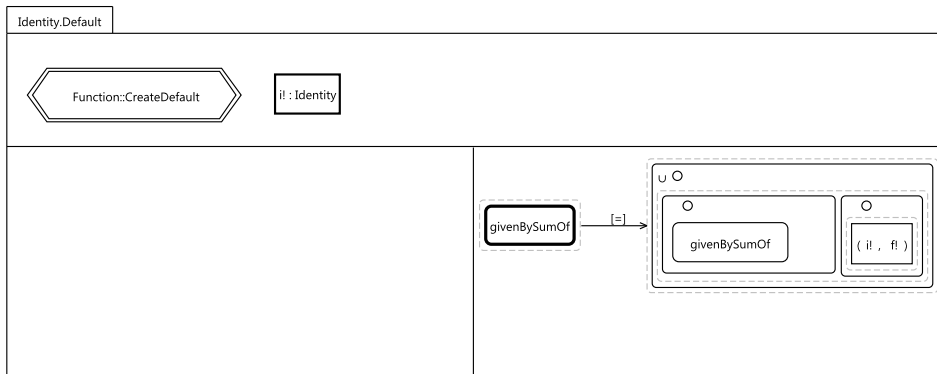 Identity.Default
Function::CreateDefault
i! : Identity
givenBySumOf
[=]
∪
givenBySumOf
( i! , f! )